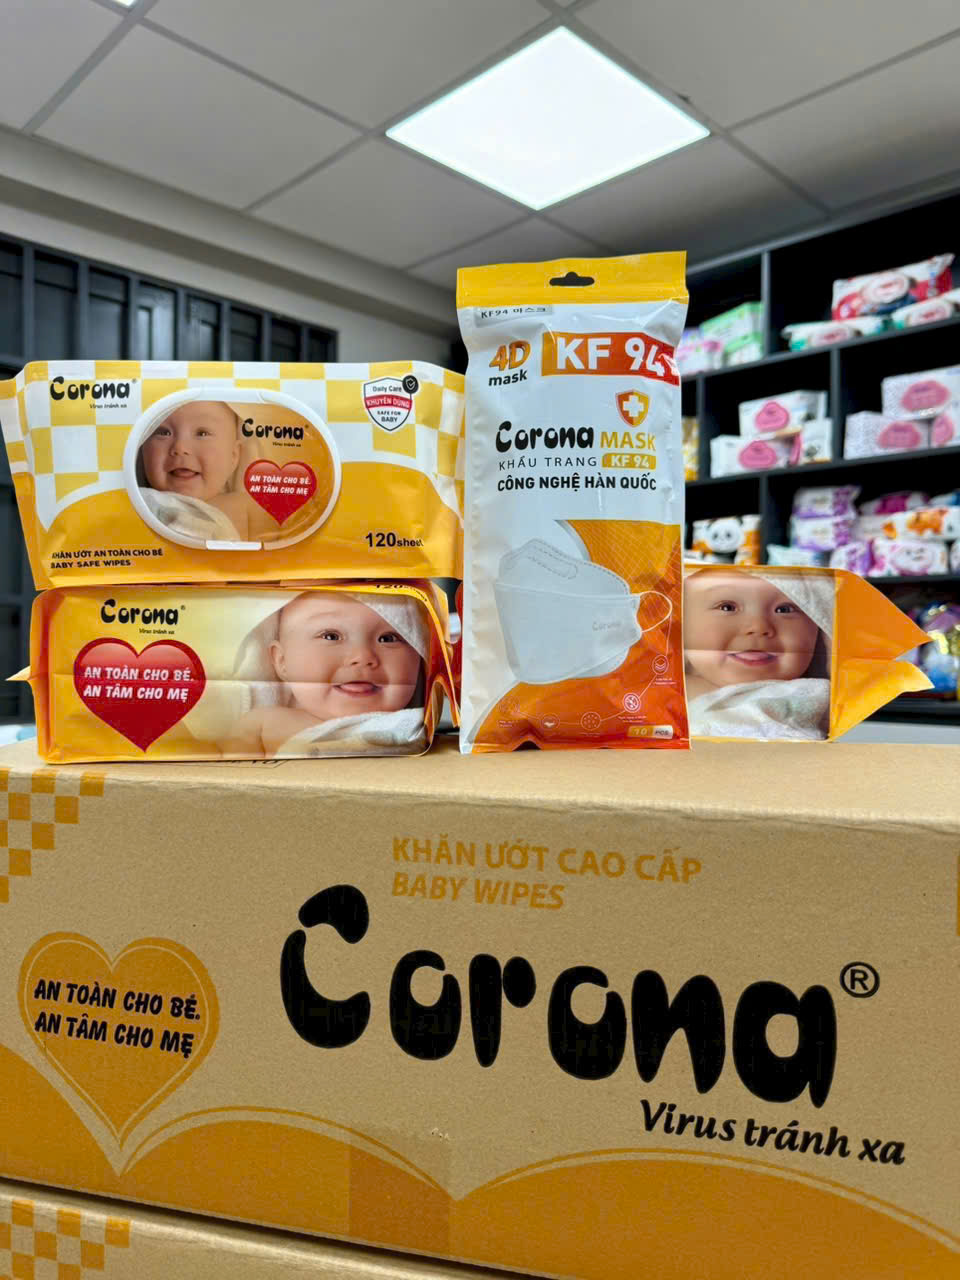 Corona®
Virus tránh xa
Daily Care
KHUYÊN DÙNG
SAFE FOR
BABY
Corona®
Virus tránh xa
AN TOÀN CHO BÉ.
AN TÂM CHO MẸ
120sheet
KHĂN ƯỚT AN TOÀN CHO BÉ
BABY SAFE WIPES
Corona®
Virus tránh xa
AN TOÀN CHO BÉ.
AN TÂM CHO MẸ
KF94 마스크
4D
mask
KF 94
Corona MASK
KHẨU TRANG KF 94
CÔNG NGHỆ HÀN QUỐC
Corona
10 PCS
KHĂN ƯỚT CAO CẤP
BABY WIPES
Corona®
Virus tránh xa
AN TOÀN CHO BÉ.
AN TÂM CHO MẸ